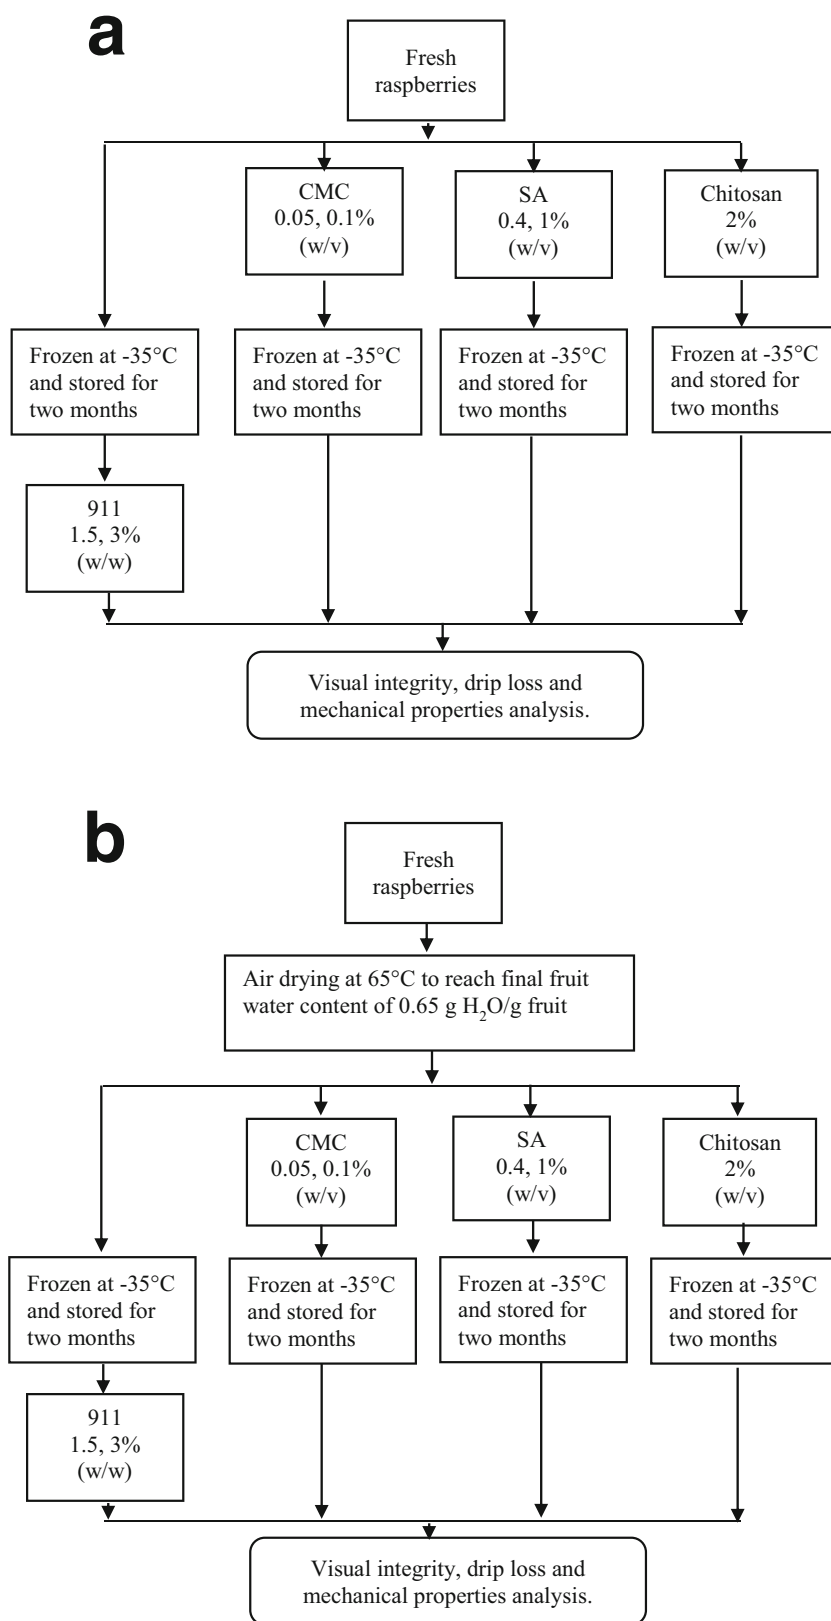 a
Fresh
raspberries
CMC
0.05, 0.1%
(w/v)
SA
0.4, 1%
(w/v)
Chitosan
2%
(w/v)
Frozen at -35°C
and stored for
two months
Frozen at -35°C
and stored for
two months
Frozen at -35°C
and stored for
two months
Frozen at -35°C
and stored for
two months
911
1.5, 3%
(w/w)
Visual integrity, drip loss and
mechanical properties analysis.
b
Fresh
raspberries
Air drying at 65°C to reach final fruit
water content of 0.65 g H₂O/g fruit
CMC
0.05, 0.1%
(w/v)
SA
0.4, 1%
(w/v)
Chitosan
2%
(w/v)
Frozen at -35°C
and stored for
two months
Frozen at -35°C
and stored for
two months
Frozen at -35°C
and stored for
two months
Frozen at -35°C
and stored for
two months
911
1.5, 3%
(w/w)
Visual integrity, drip loss and
mechanical properties analysis.